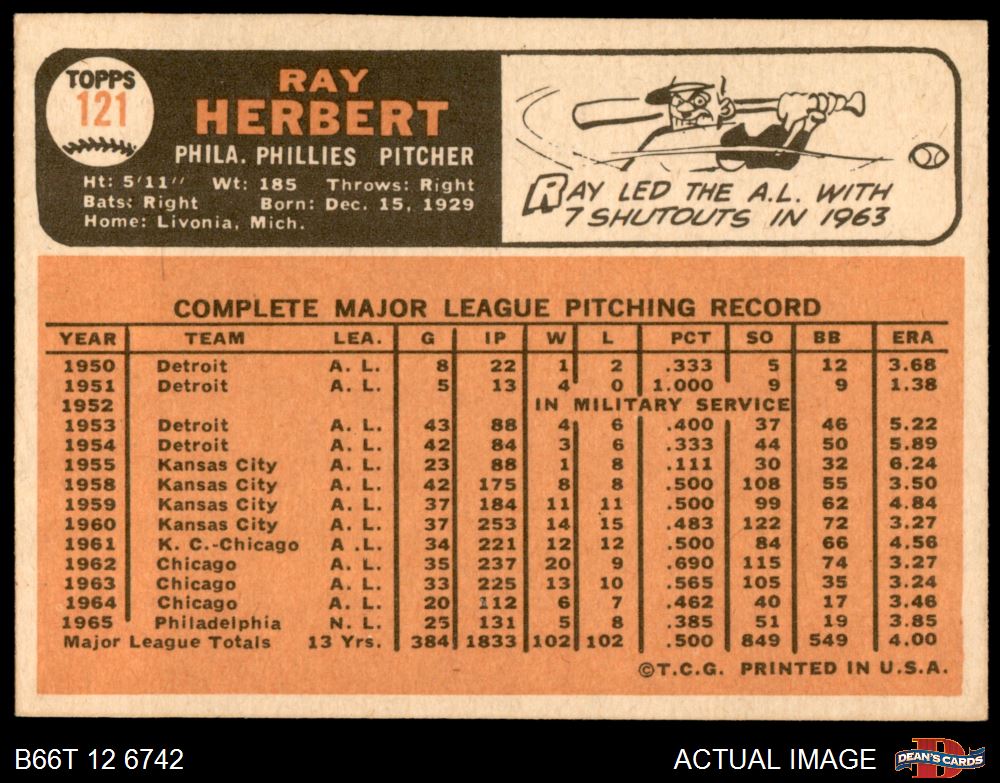 TOPPS
121
RAY
HERBERT
PHILA. PHILLIES PITCHER
Ht: 5'11" Wt: 185 Throws: Right
Bats: Right Born: Dec. 15, 1929
Home: Livonia, Mich.
RAY LED THE A.L. WITH
7 SHUTOUTS IN 1963
COMPLETE MAJOR LEAGUE PITCHING RECORD
YEAR TEAM LEA. G IP W L PCT SO BB ERA
1950 Detroit A. L. 8 22 1 2 .333 5 12 3.68
1951 Detroit A. L. 5 13 4 0 1.000 9 9 1.38
1952 IN MILITARY SERVICE
1953 Detroit A. L. 43 88 4 6 .400 37 46 5.22
1954 Detroit A. L. 42 84 3 6 .333 44 50 5.89
1955 Kansas City A. L. 23 88 1 8 .111 30 32 6.24
1958 Kansas City A. L. 42 175 8 8 .500 108 55 3.50
1959 Kansas City A. L. 37 184 11 11 .500 99 62 4.84
1960 Kansas City A. L. 37 253 14 15 .483 122 72 3.27
1961 K. C.-Chicago A .L. 34 221 12 12 .500 84 66 4.56
1962 Chicago A. L. 35 237 20 9 .690 115 74 3.27
1963 Chicago A. L. 33 225 13 10 .565 105 35 3.24
1964 Chicago A. L. 20 112 6 7 .462 40 17 3.46
1965 Philadelphia N. L. 25 131 5 8 .385 51 19 3.85
Major League Totals 13 Yrs. 384 1833 102 102 .500 849 549 4.00
©T.C.G. PRINTED IN U.S.A.
B66T 12 6742
ACTUAL IMAGE
DEAN'S CARDS